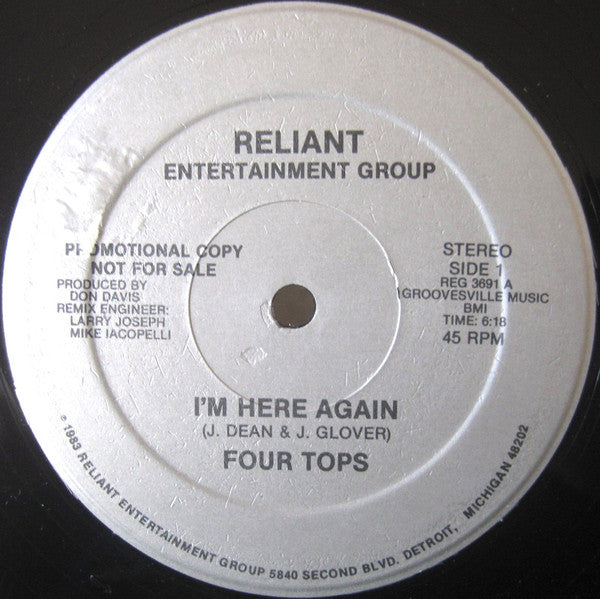 RELIANT
ENTERTAINMENT GROUP
PROMOTIONAL COPY
NOT FOR SALE
PRODUCED BY
DON DAVIS
REMIX ENGINEER:
LARRY JOSEPH
MIKE IACOPELLI
STEREO
SIDE 1
REG 3691 A
GROOVESVILLE MUSIC
BMI
TIME: 6:18
45 RPM
I'M HERE AGAIN
(J. DEAN & J. GLOVER)
FOUR TOPS
© 1983 RELIANT ENTERTAINMENT GROUP 5840 SECOND BLVD. DETROIT, MICHIGAN 48202